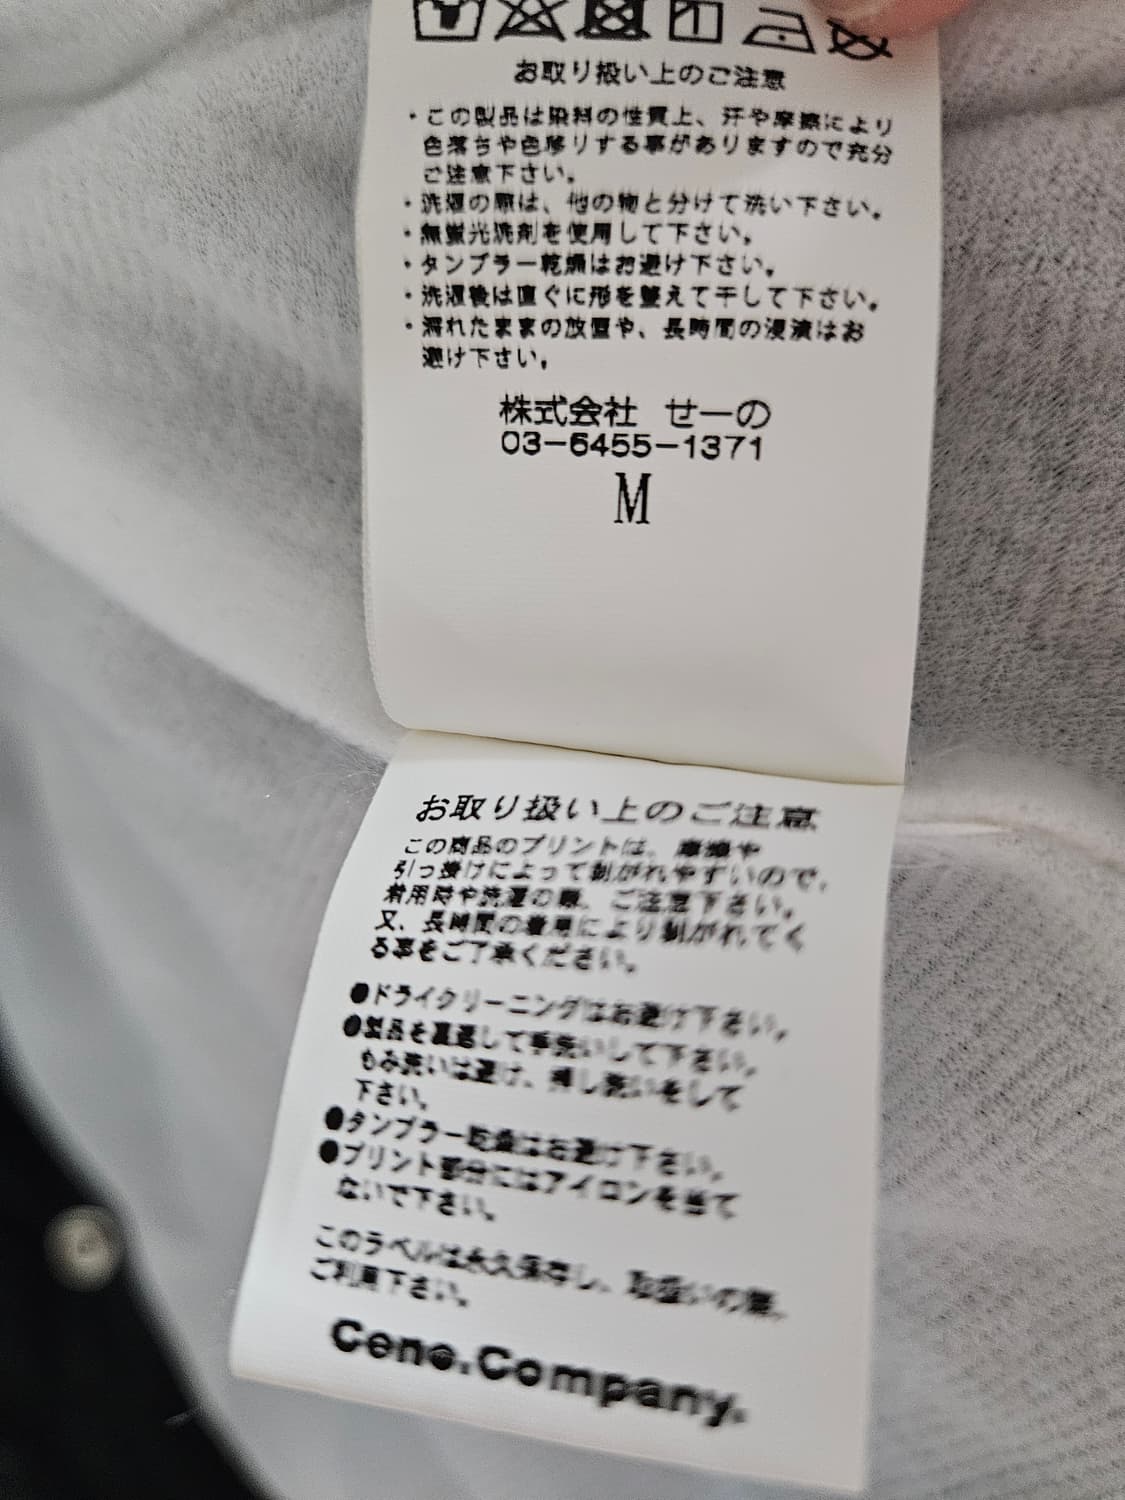 お取り扱い上のご注意
・この製品は染料の性質上、汗や摩擦により
色落ちや色移りする事がありますので充分
ご注意下さい。
・洗濯の際は、他の物と分けて洗い下さい。
・無蛍光洗剤を使用して下さい。
・タンブラー乾燥はお避け下さい。
・洗濯後は直ぐに形を整えて干して下さい。
・濡れたままの放置や、長時間の浸漬はお
避け下さい。
株式会社 せーの
03-6455-1371
M
お取り扱い上のご注意
この商品のプリントは、摩擦や
引っ掛けによって剝がれやすいので、
着用時や洗濯の際、ご注意下さい。
又、長時間の着用により剝がれてく
る事をご了承ください。
●ドライクリーニングはお避け下さい。
●製品を裏返して手洗いして下さい。
もみ洗いは避け、押し洗いをして
下さい。
●タンブラー乾燥はお避け下さい。
●プリント部分にはアイロンを当て
ないで下さい。
このラベルは永久保存し、取扱いの際、
ご利用下さい。
Ceno.Company.